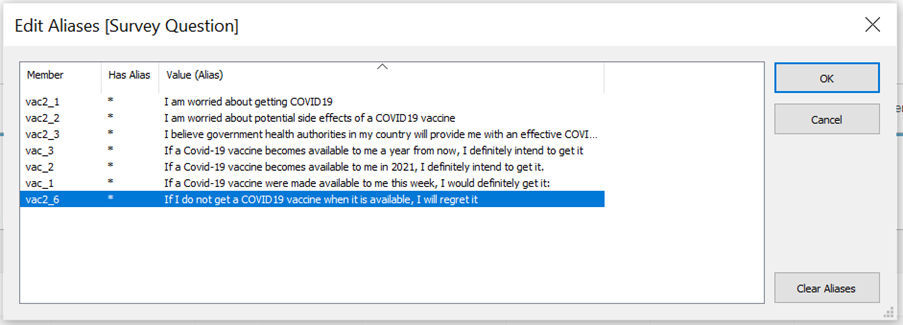 Edit Aliases [Survey Question]
Member Has Alias Value (Alias)
vac2_1 * I am worried about getting COVID19
vac2_2 * I am worried about potential side effects of a COVID19 vaccine
vac2_3 * I believe government health authorities in my country will provide me with an effective COVI...
vac_3 * If a Covid-19 vaccine becomes available to me a year from now, I definitely intend to get it
vac_2 * If a Covid-19 vaccine becomes available to me in 2021, I definitely intend to get it.
vac_1 * If a Covid-19 vaccine were made available to me this week, I would definitely get it:
vac2_6 * If I do not get a COVID19 vaccine when it is available, I will regret it
OK
Cancel
Clear Aliases